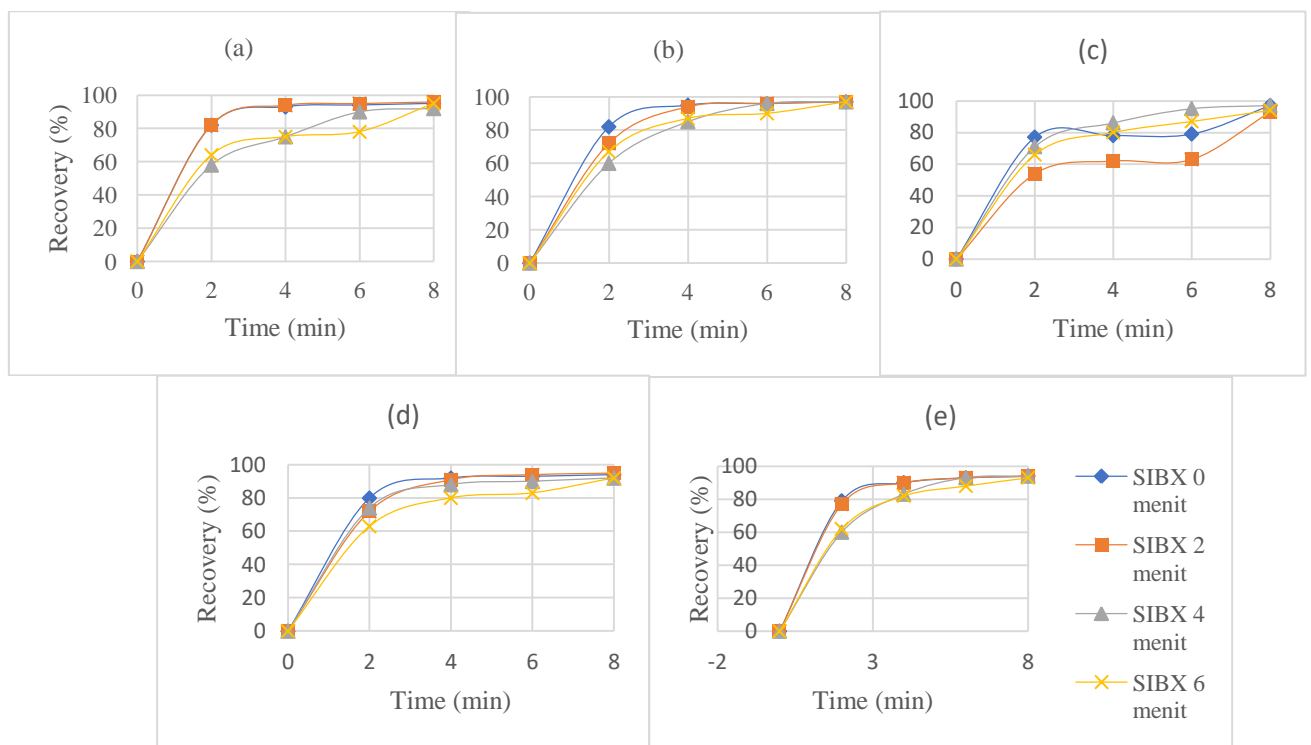 (a)
Recovery (%)
100
80
60
40
20
0
0 2 4 6 8
Time (min)
(b)
100
80
60
40
20
0
0 2 4 6 8
Time (min)
(c)
100
80
60
40
20
0
0 2 4 6 8
Time (min)
(d)
Recovery (%)
100
80
60
40
20
0
0 2 4 6 8
Time (min)
(e)
Recovery (%)
100
80
60
40
20
0
-2 3 8
Time (min)
SIBX 0
menit
SIBX 2
menit
SIBX 4
menit
SIBX 6
menit